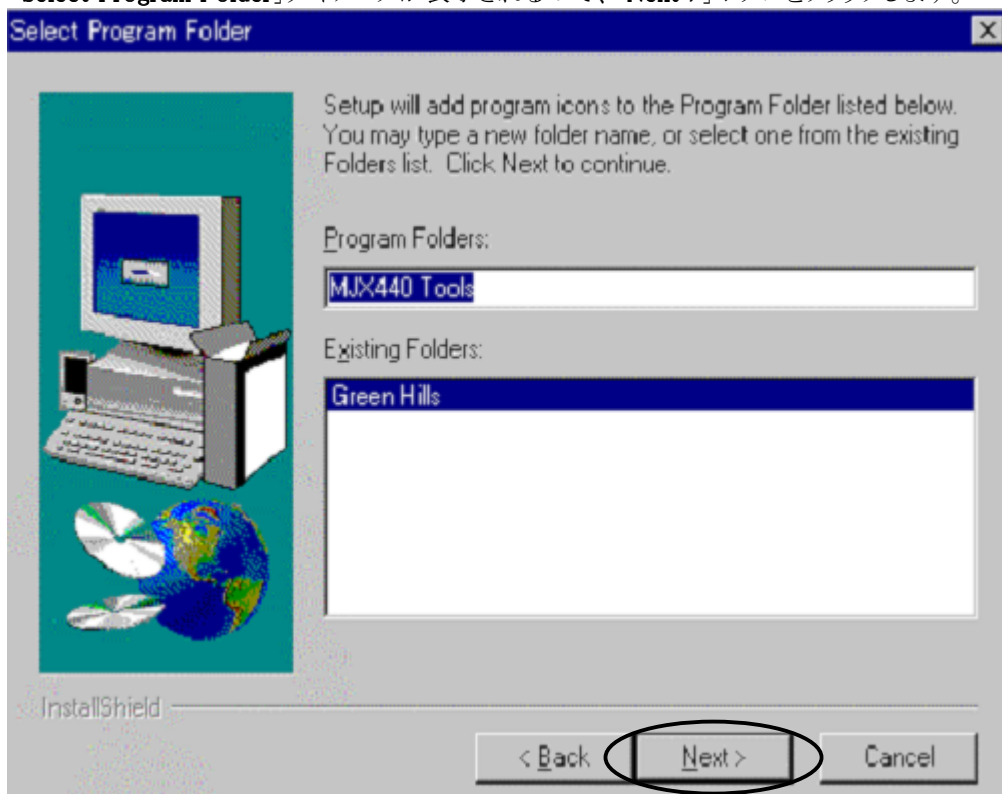 Select Program Folder
Setup will add program icons to the Program Folder listed below.
You may type a new folder name, or select one from the existing
Folders list. Click Next to continue.
Program Folders:
MJX440 Tools
Existing Folders:
Green Hills
InstallShield
< Back
Next >
Cancel